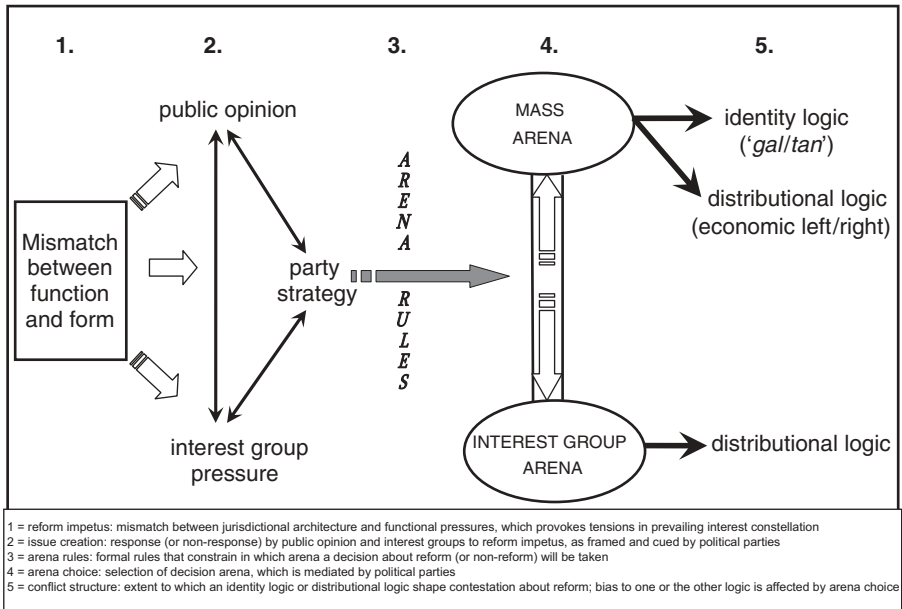 1.
2.
3.
4.
5.
public opinion
Mismatch
between
function
and form
party
strategy
interest group
pressure
ARENA
RULES
MASS
ARENA
INTEREST GROUP
ARENA
identity logic
('gal/tan')
distributional logic
(economic left/right)
distributional logic
1 = reform impetus: mismatch between jurisdictional architecture and functional pressures, which provokes tensions in prevailing interest constellation
2 = issue creation: response (or non-response) by public opinion and interest groups to reform impetus, as framed and cued by political parties
3 = arena rules: formal rules that constrain in which arena a decision about reform (or non-reform) will be taken
4 = arena choice: selection of decision arena, which is mediated by political parties
5 = conflict structure: extent to which an identity logic or distributional logic shape contestation about reform; bias to one or the other logic is affected by arena choice